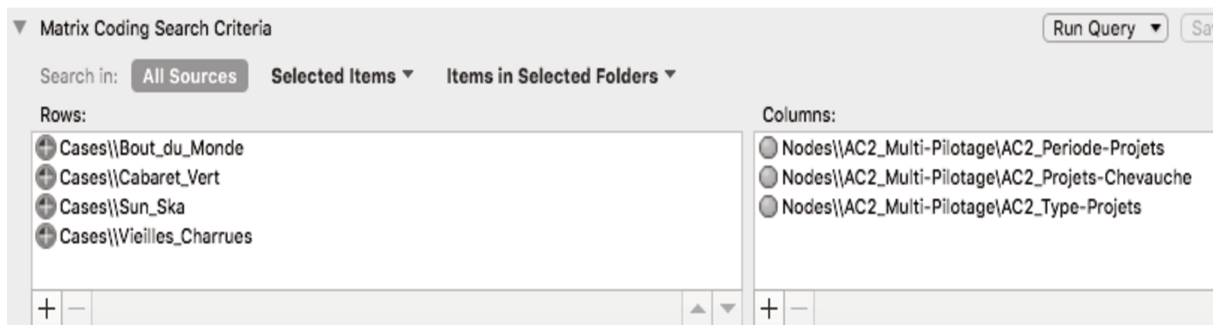 Matrix Coding Search Criteria
Run Query
Search in: All Sources Selected Items Items in Selected Folders
Rows:
Cases\\Bout_du_Monde
Cases\\Cabaret_Vert
Cases\\Sun_Ska
Cases\\Vieilles_Charrues
Columns:
Nodes\\AC2_Multi-Pilotage\AC2_Periode-Projets
Nodes\\AC2_Multi-Pilotage\AC2_Projets-Chevauche
Nodes\\AC2_Multi-Pilotage\AC2_Type-Projets